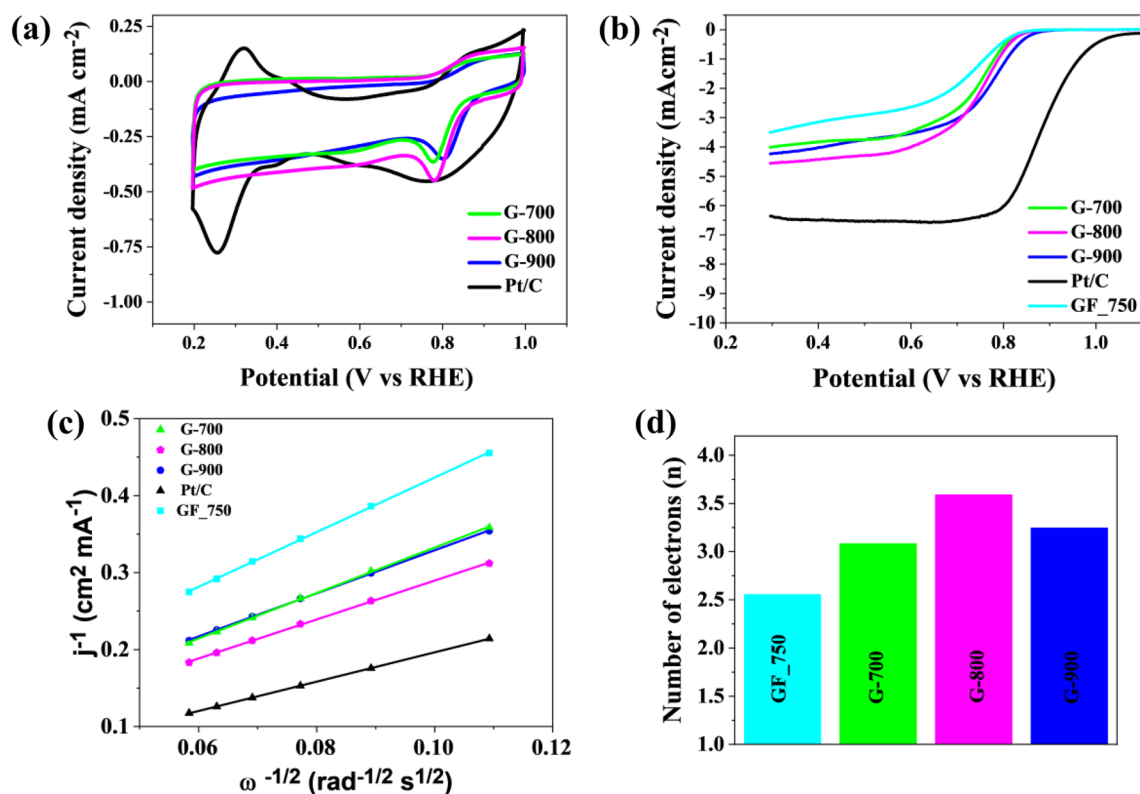 (a)
Current density (mA cm-2)
0.25
0.00
-0.25
-0.50
-0.75
-1.00
G-700
G-800
G-900
Pt/C
0.2 0.4 0.6 0.8 1.0
Potential (V vs RHE)
(b)
Current density (mAcm-2)
0
-1
-2
-3
-4
-5
-6
-7
-8
-9
-10
G-700
G-800
G-900
Pt/C
GF_750
0.2 0.4 0.6 0.8 1.0
Potential (V vs RHE)
(c)
j-1 (cm2 mA-1)
0.5
0.4
0.3
0.2
0.1
G-700
G-800
G-900
Pt/C
GF_750
0.06 0.08 0.10 0.12
ω -1/2 (rad-1/2 s1/2)
(d)
Number of electrons (n)
4.0
3.5
3.0
2.5
2.0
1.5
1.0
GF_750
G-700
G-800
G-900